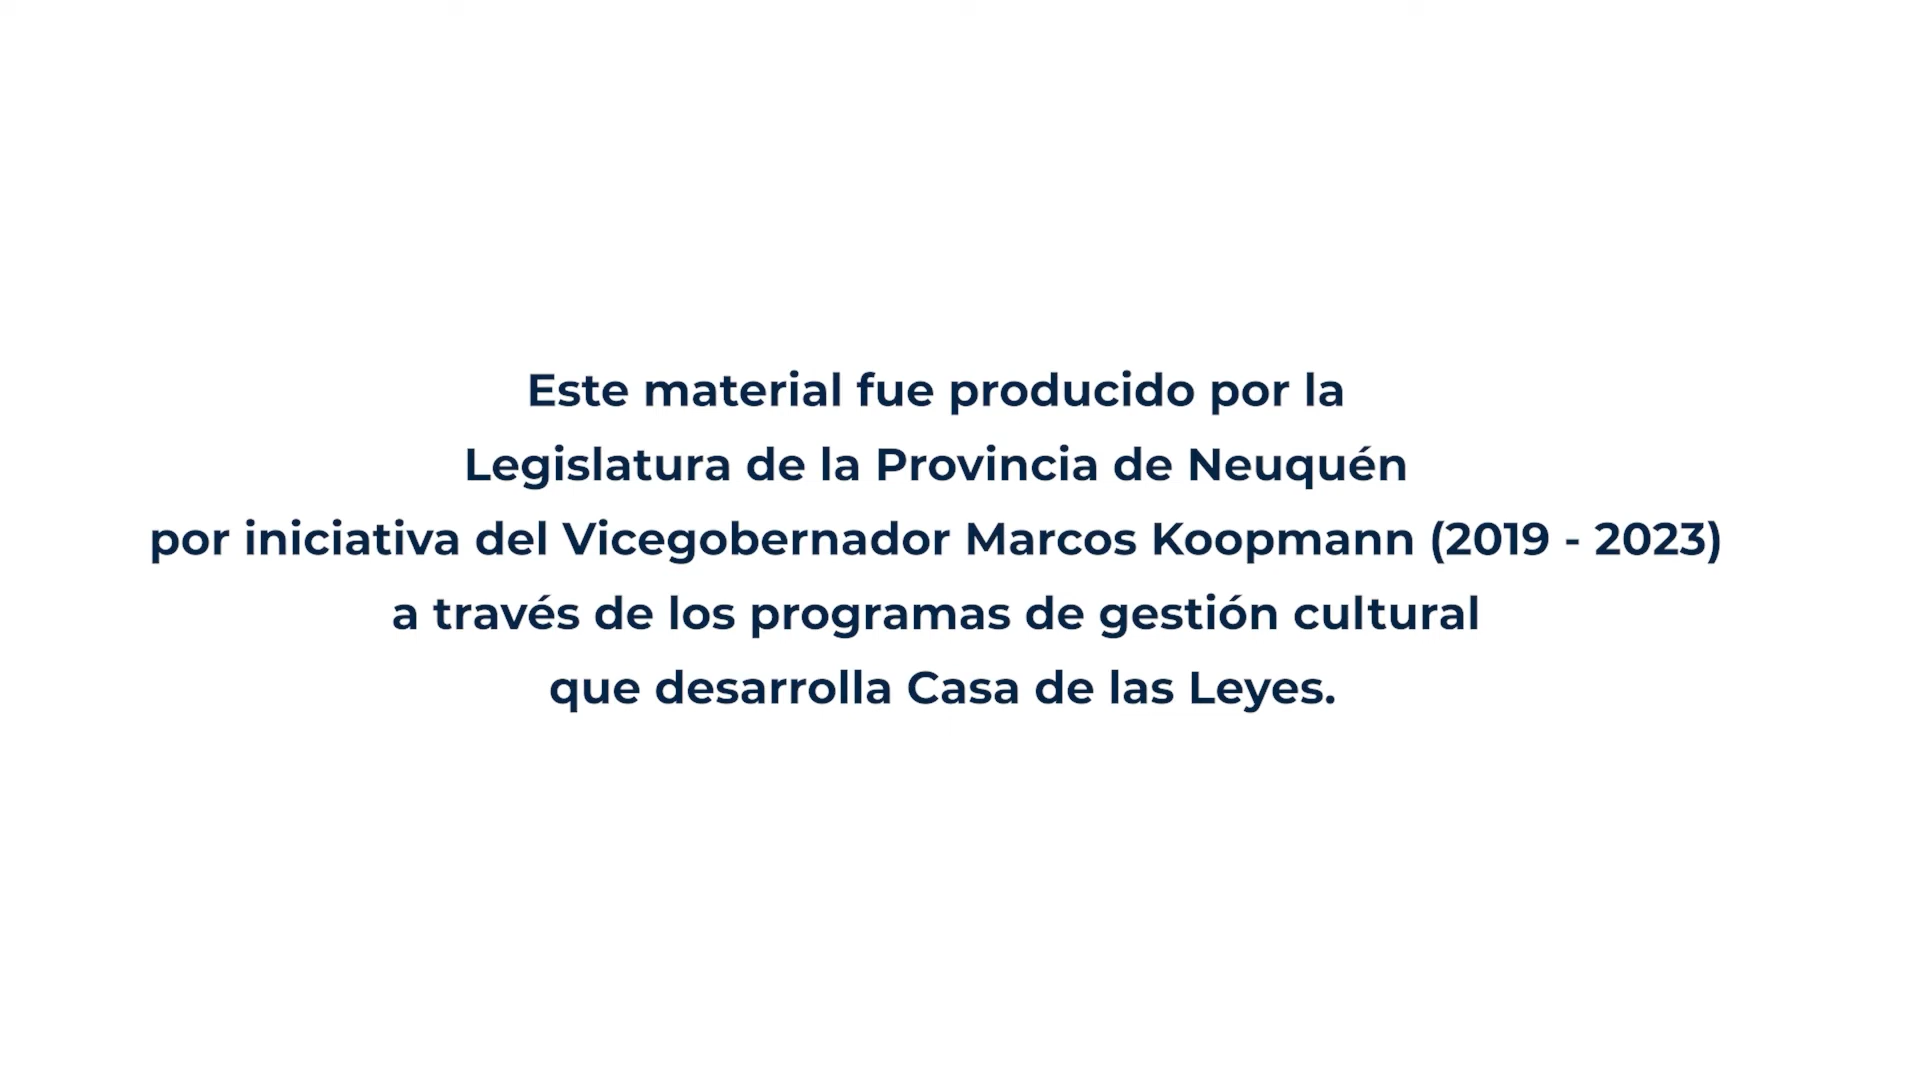 Este material fue producido por la
Legislatura de la Provincia de Neuquén
por iniciativa del Vicegobernador Marcos Koopmann (2019 - 2023)
a través de los programas de gestión cultural
que desarrolla Casa de las Leyes.